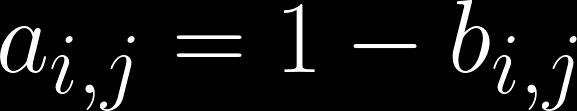 a_{i,j} = 1 - b_{i,j}